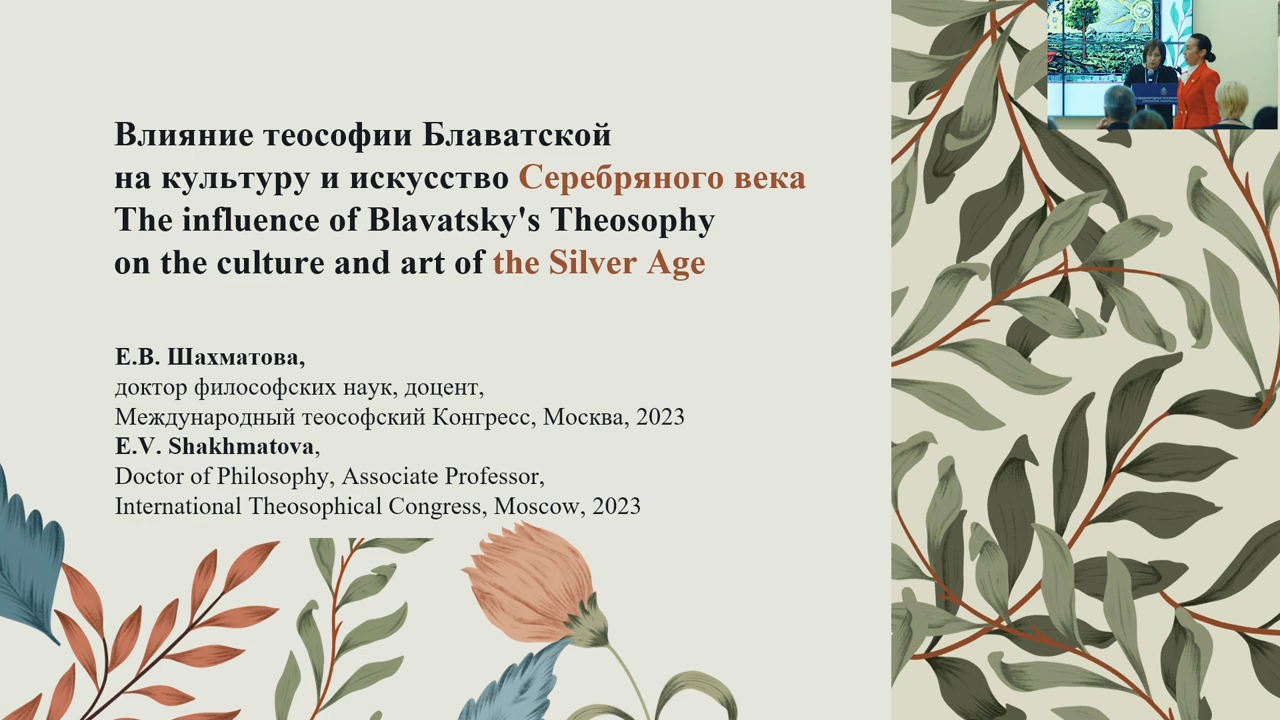 Влияние теософии Блаватской
на культуру и искусство Серебряного века
The influence of Blavatsky's Theosophy
on the culture and art of the Silver Age
Е.В. Шахматова,
доктор философских наук, доцент,
Международный теософский Конгресс, Москва, 2023
E.V. Shakhmatova,
Doctor of Philosophy, Associate Professor,
International Theosophical Congress, Moscow, 2023